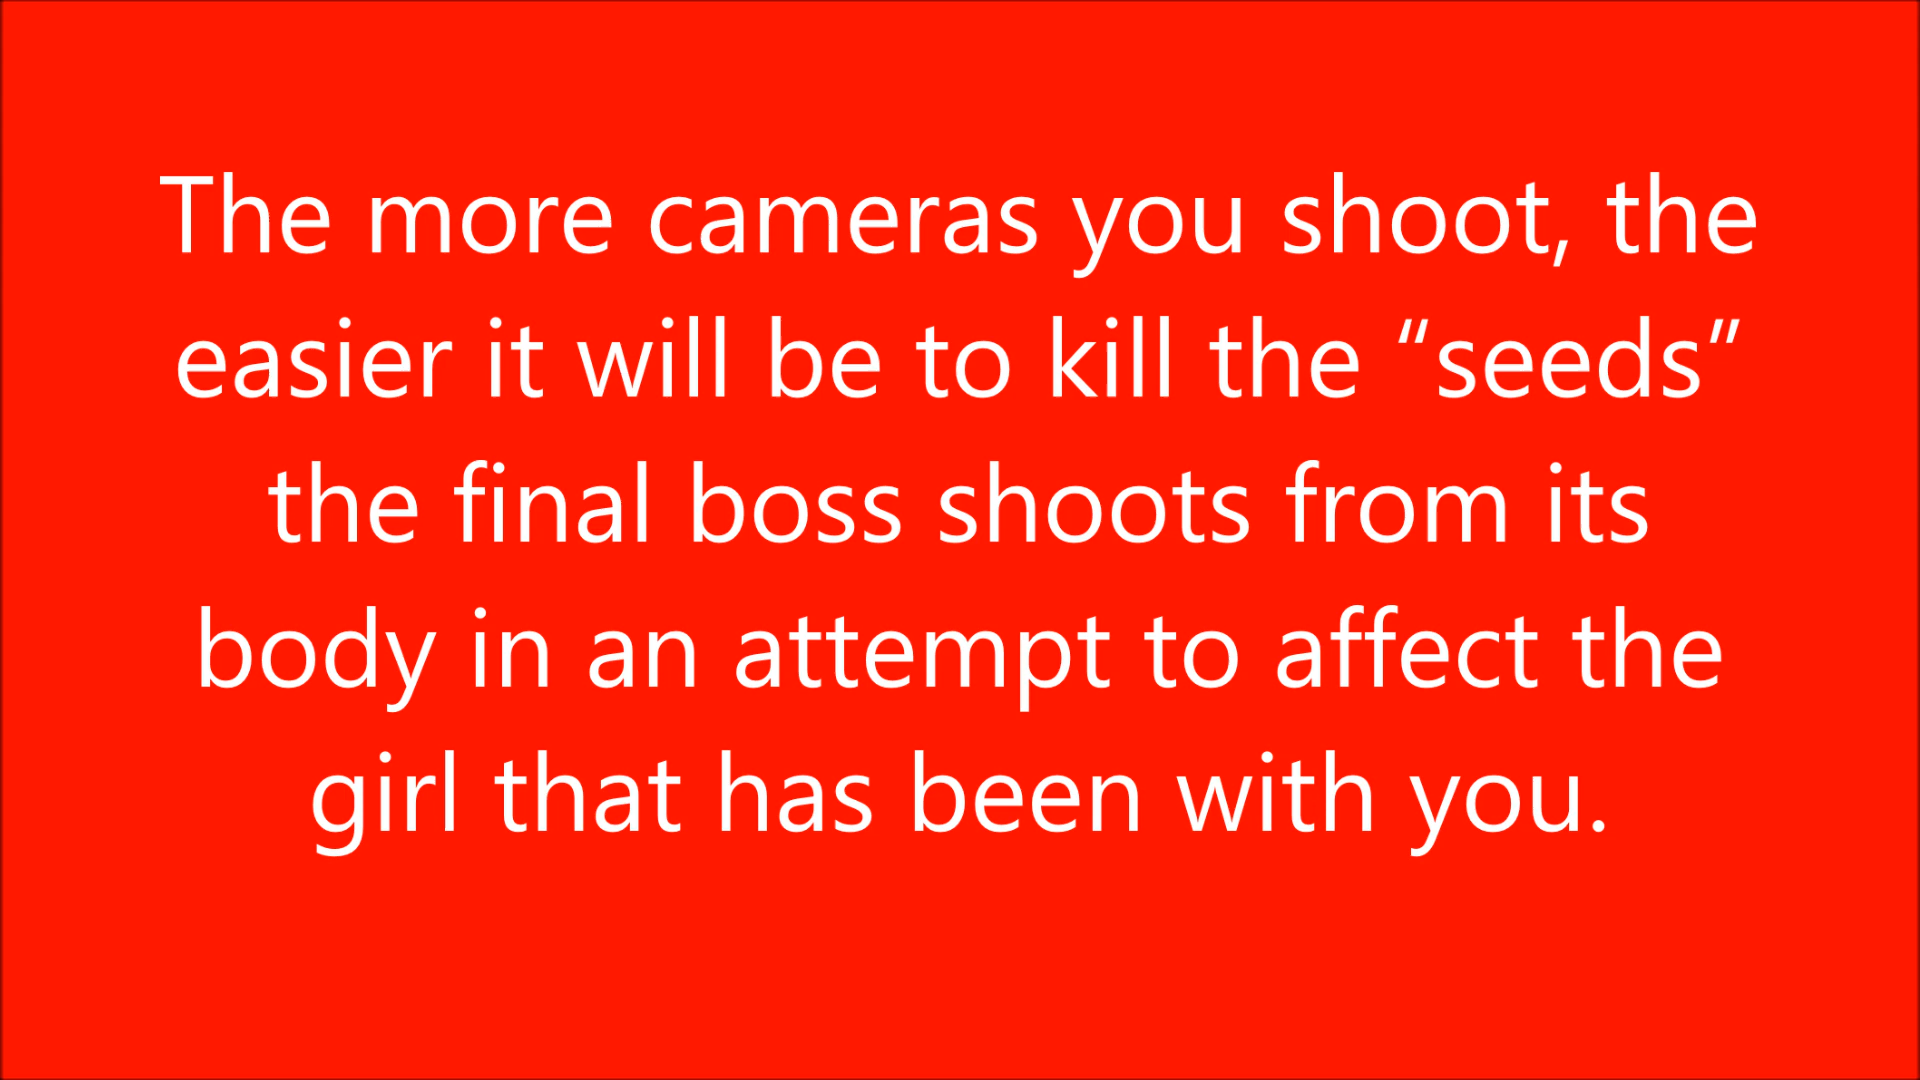 The more cameras you shoot, the
easier it will be to kill the “seeds”
the final boss shoots from its
body in an attempt to affect the
girl that has been with you.